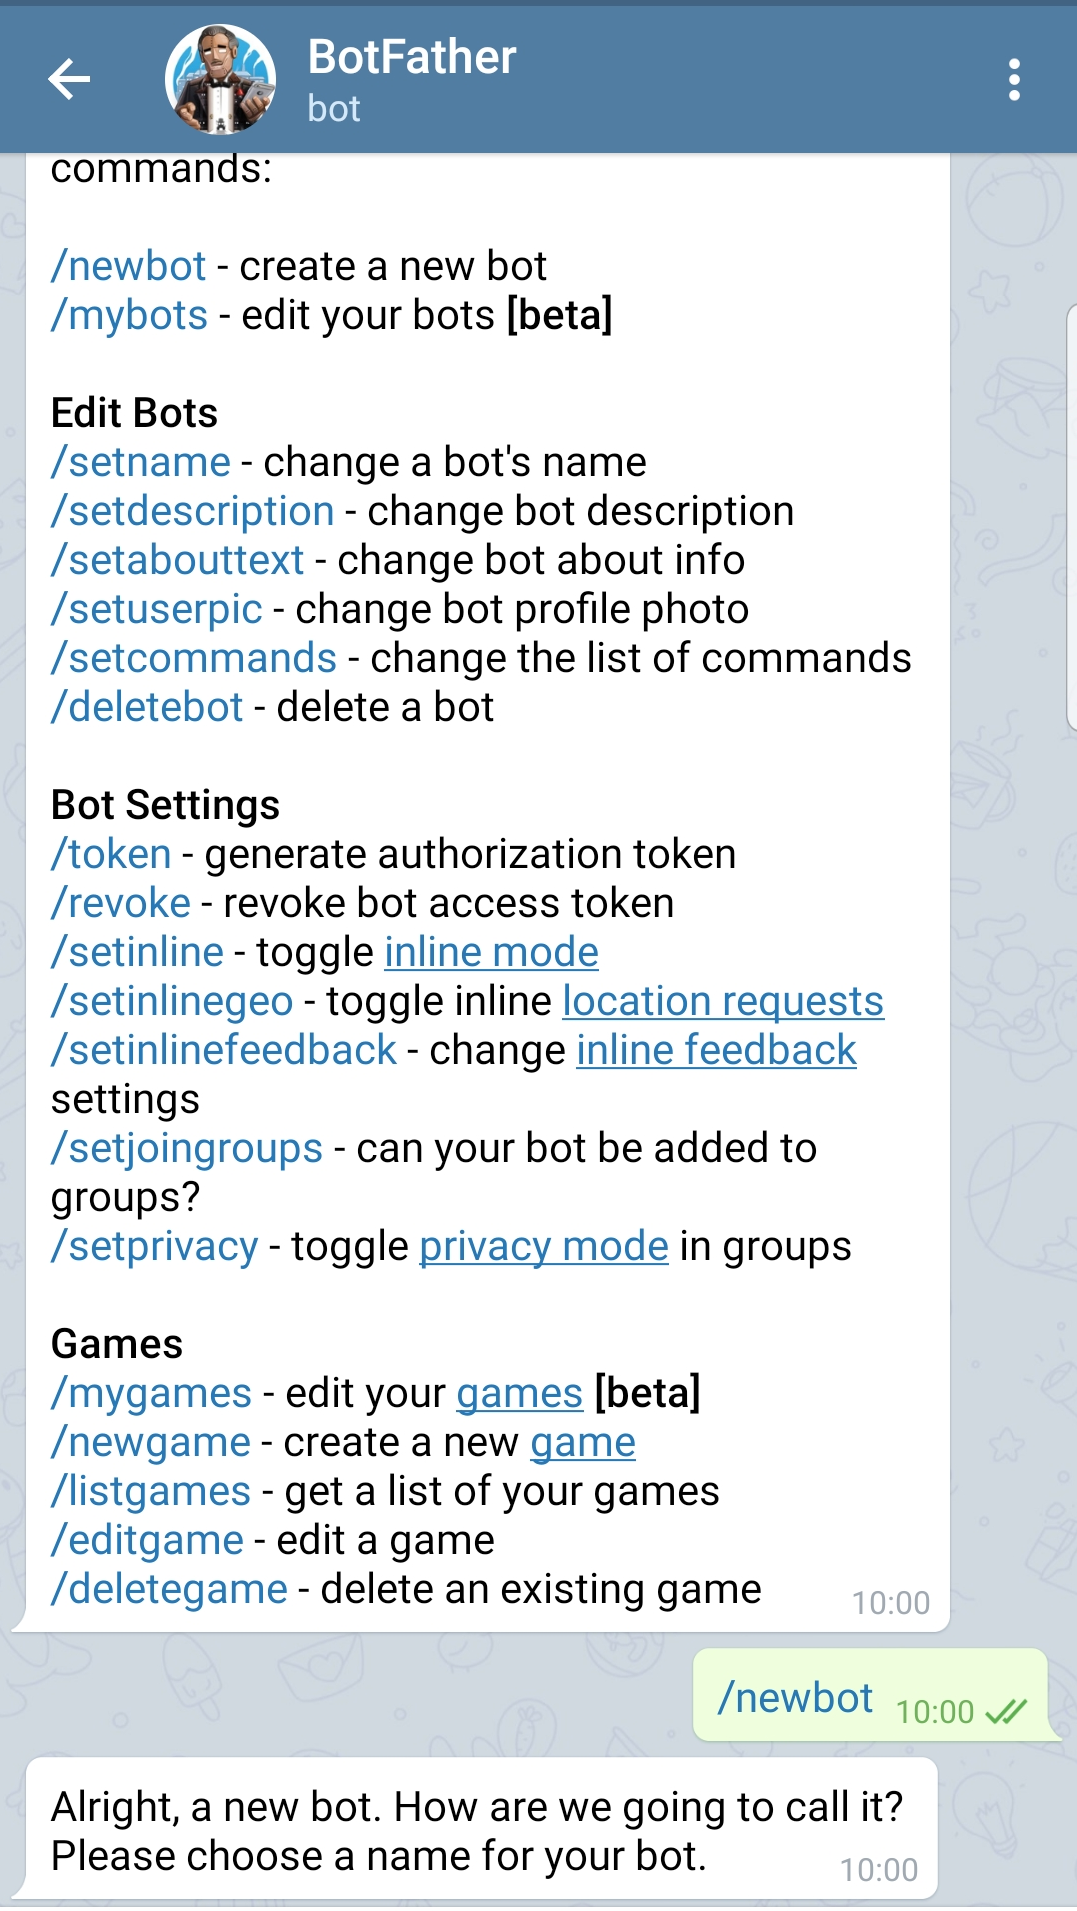 BotFather
bot
commands:
/newbot - create a new bot
/mybots - edit your bots [beta]
Edit Bots
/setname - change a bot's name
/setdescription - change bot description
/setabouttext - change bot about info
/setuserpic - change bot profile photo
/setcommands - change the list of commands
/deletebot - delete a bot
Bot Settings
/token - generate authorization token
/revoke - revoke bot access token
/setinline - toggle inline mode
/setinlinegeo - toggle inline location requests
/setinlinefeedback - change inline feedback
settings
/setjoingroups - can your bot be added to
groups?
/setprivacy - toggle privacy mode in groups
Games
/mygames - edit your games [beta]
/newgame - create a new game
/listgames - get a list of your games
/editgame - edit a game
/deletegame - delete an existing game
10:00
/newbot 10:00
Alright, a new bot. How are we going to call it?
Please choose a name for your bot.
10:00